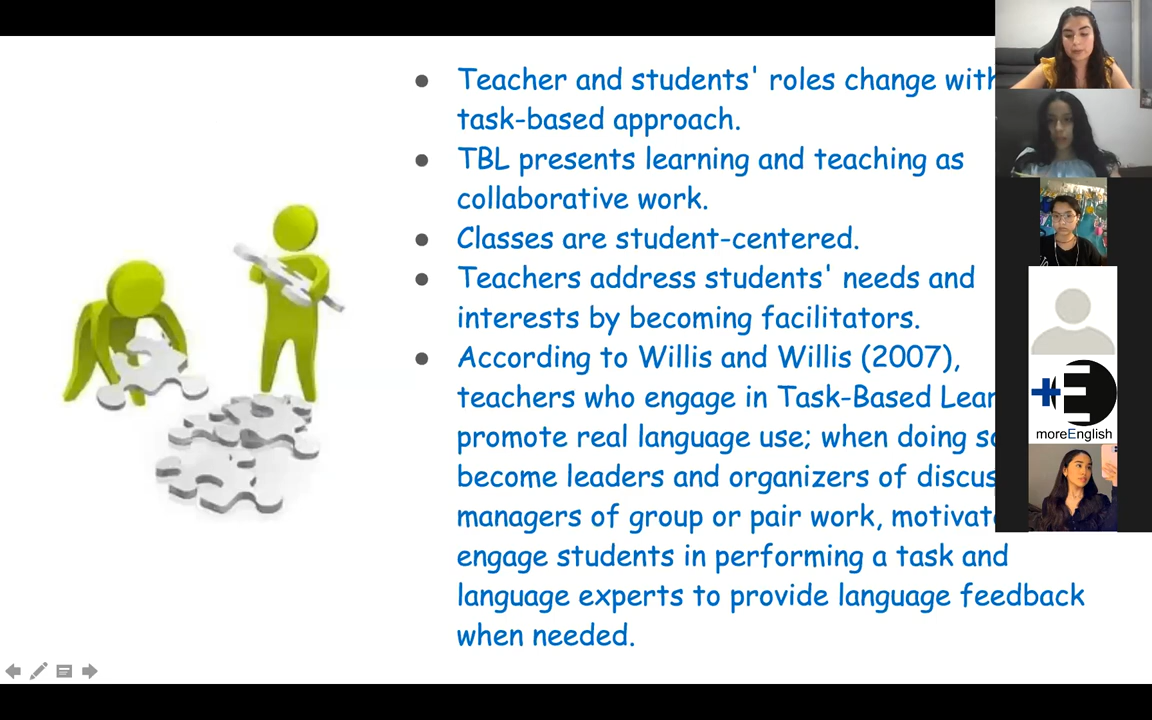 Teacher and students' roles change with
task-based approach.
TBL presents learning and teaching as
collaborative work.
Classes are student-centered.
Teachers address students' needs and
interests by becoming facilitators.
According to Willis and Willis (2007),
teachers who engage in Task-Based
promote real language use; when doing
become leaders and organizers of
managers of group or pair work,
engage students in performing a task and
language experts to provide language feedback
when needed.
+E
moreEnglish